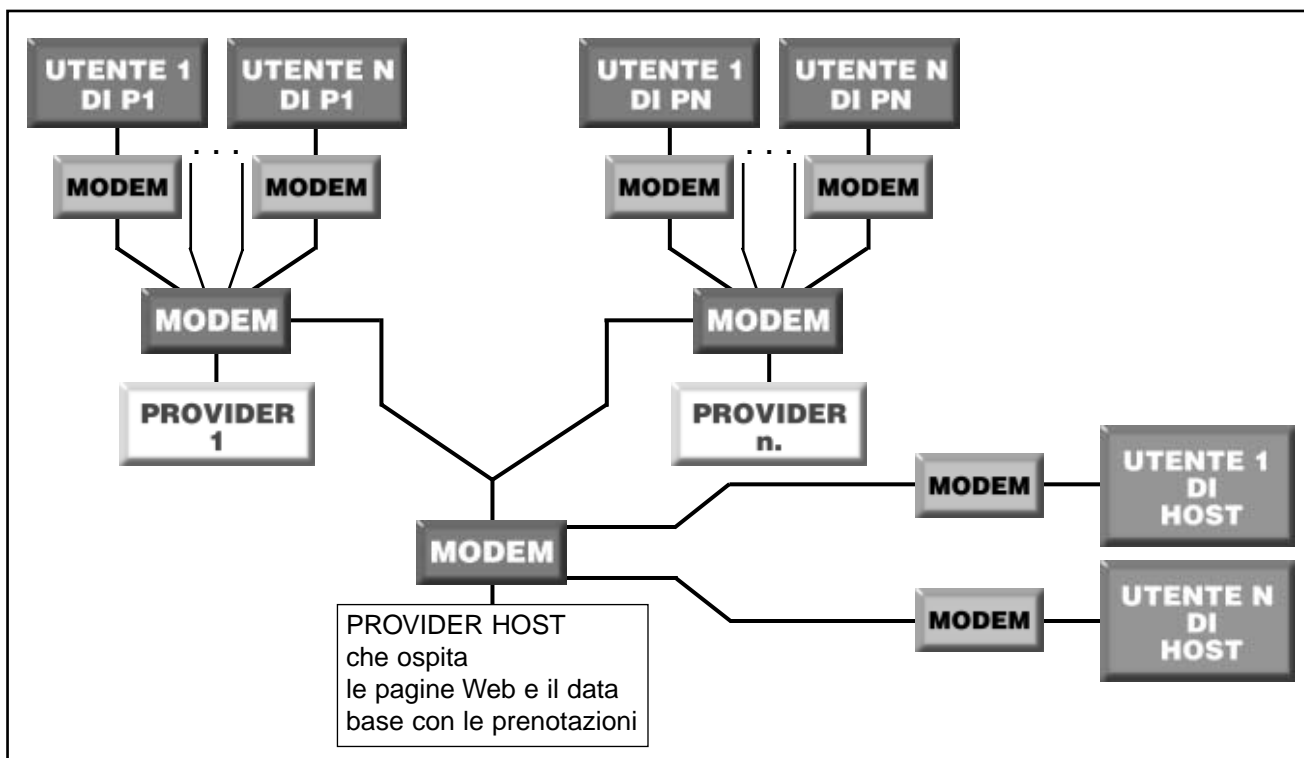 UTENTE 1
DI P1
UTENTE N
DI P1
UTENTE 1
DI PN
UTENTE N
DI PN
. . .
. . .
MODEM
MODEM
MODEM
MODEM
MODEM
MODEM
PROVIDER
1
PROVIDER
n.
MODEM
UTENTE 1
DI
HOST
MODEM
MODEM
UTENTE N
DI
HOST
PROVIDER HOST
che ospita
le pagine Web e il data
base con le prenotazioni